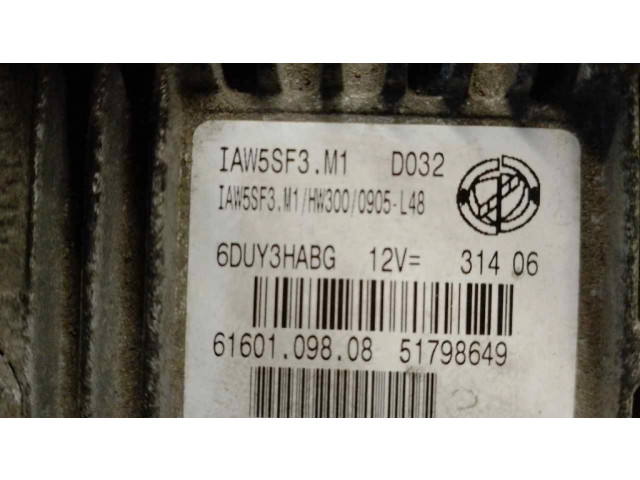 IAW5SF3.M1 D032
IAW5SF3.M1/HW300/0905-L48
6DUY3HABG 12V= 314 06
61601.098.08 51798649